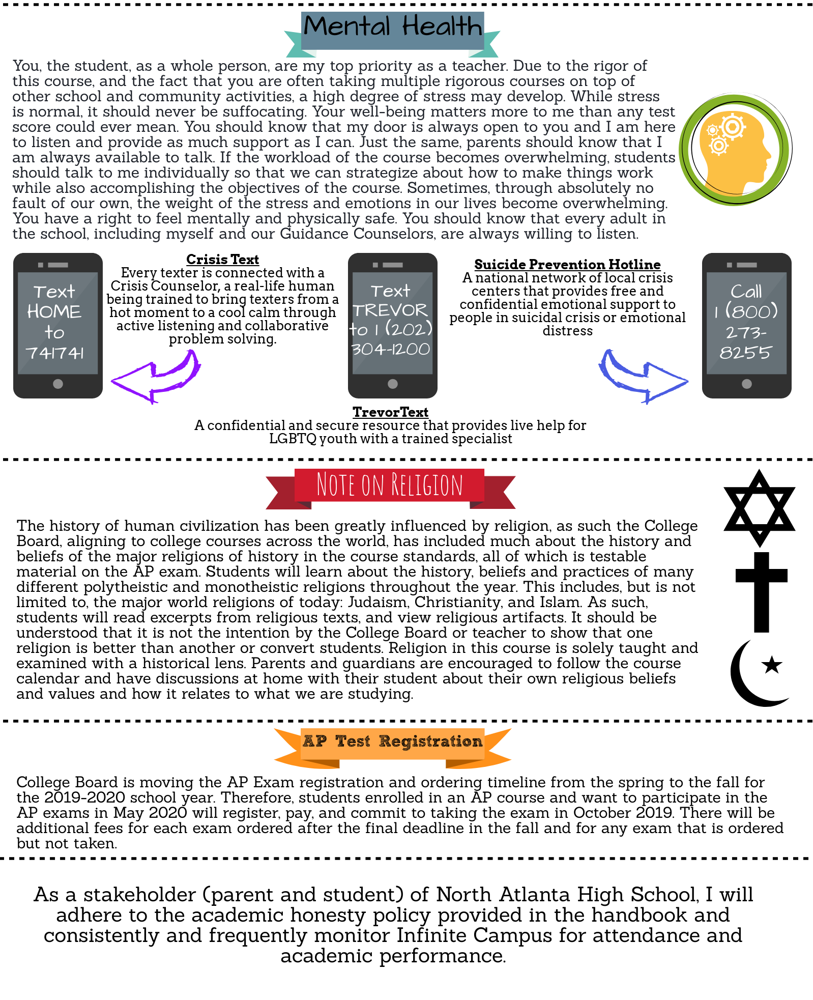 Mental Health
You, the student, as a whole person, are my top priority as a teacher. Due to the rigor of
this course, and the fact that you are often taking multiple rigorous courses on top of
other school and community activities, a high degree of stress may develop. While stress
is normal, it should never be suffocating. Your well-being matters more to me than any test
score could ever mean. You should know that my door is always open to you and I am here
to listen and provide as much support as I can. Just the same, parents should know that I
am always available to talk. If the workload of the course becomes overwhelming, students
should talk to me individually so that we can strategize about how to make things work
while also accomplishing the objectives of the course. Sometimes, through absolutely no
fault of our own, the weight of the stress and emotions in our lives become overwhelming.
You have a right to feel mentally and physically safe. You should know that every adult in
the school, including myself and our Guidance Counselors, are always willing to listen.
Text
HOME
to
741741
Crisis Text
Every texter is connected with a
Crisis Counselor, a real-life human
being trained to bring texters from a
hot moment to a cool calm through
active listening and collaborative
problem solving.
Text
TREVOR
to 1 (202)
304-1200
Suicide Prevention Hotline
A national network of local crisis
centers that provides free and
confidential emotional support to
people in suicidal crisis or emotional
distress
Call
1 (800)
273-
8255
TrevorText
A confidential and secure resource that provides live help for
LGBTQ youth with a trained specialist
Note on Religion
The history of human civilization has been greatly influenced by religion, as such the College
Board, aligning to college courses across the world, has included much about the history and
beliefs of the major religions of history in the course standards, all of which is testable
material on the AP exam. Students will learn about the history, beliefs and practices of many
different polytheistic and monotheistic religions throughout the year. This includes, but is not
limited to, the major world religions of today: Judaism, Christianity, and Islam. As such,
students will read excerpts from religious texts, and view religious artifacts. It should be
understood that it is not the intention by the College Board or teacher to show that one
religion is better than another or convert students. Religion in this course is solely taught and
examined with a historical lens. Parents and guardians are encouraged to follow the course
calendar and have discussions at home with their student about their own religious beliefs
and values and how it relates to what we are studying.
AP Test Registration
College Board is moving the AP Exam registration and ordering timeline from the spring to the fall for
the 2019-2020 school year. Therefore, students enrolled in an AP course and want to participate in the
AP exams in May 2020 will register, pay, and commit to taking the exam in October 2019. There will be
additional fees for each exam ordered after the final deadline in the fall and for any exam that is ordered
but not taken.
As a stakeholder (parent and student) of North Atlanta High School, I will
adhere to the academic honesty policy provided in the handbook and
consistently and frequently monitor Infinite Campus for attendance and
academic performance.